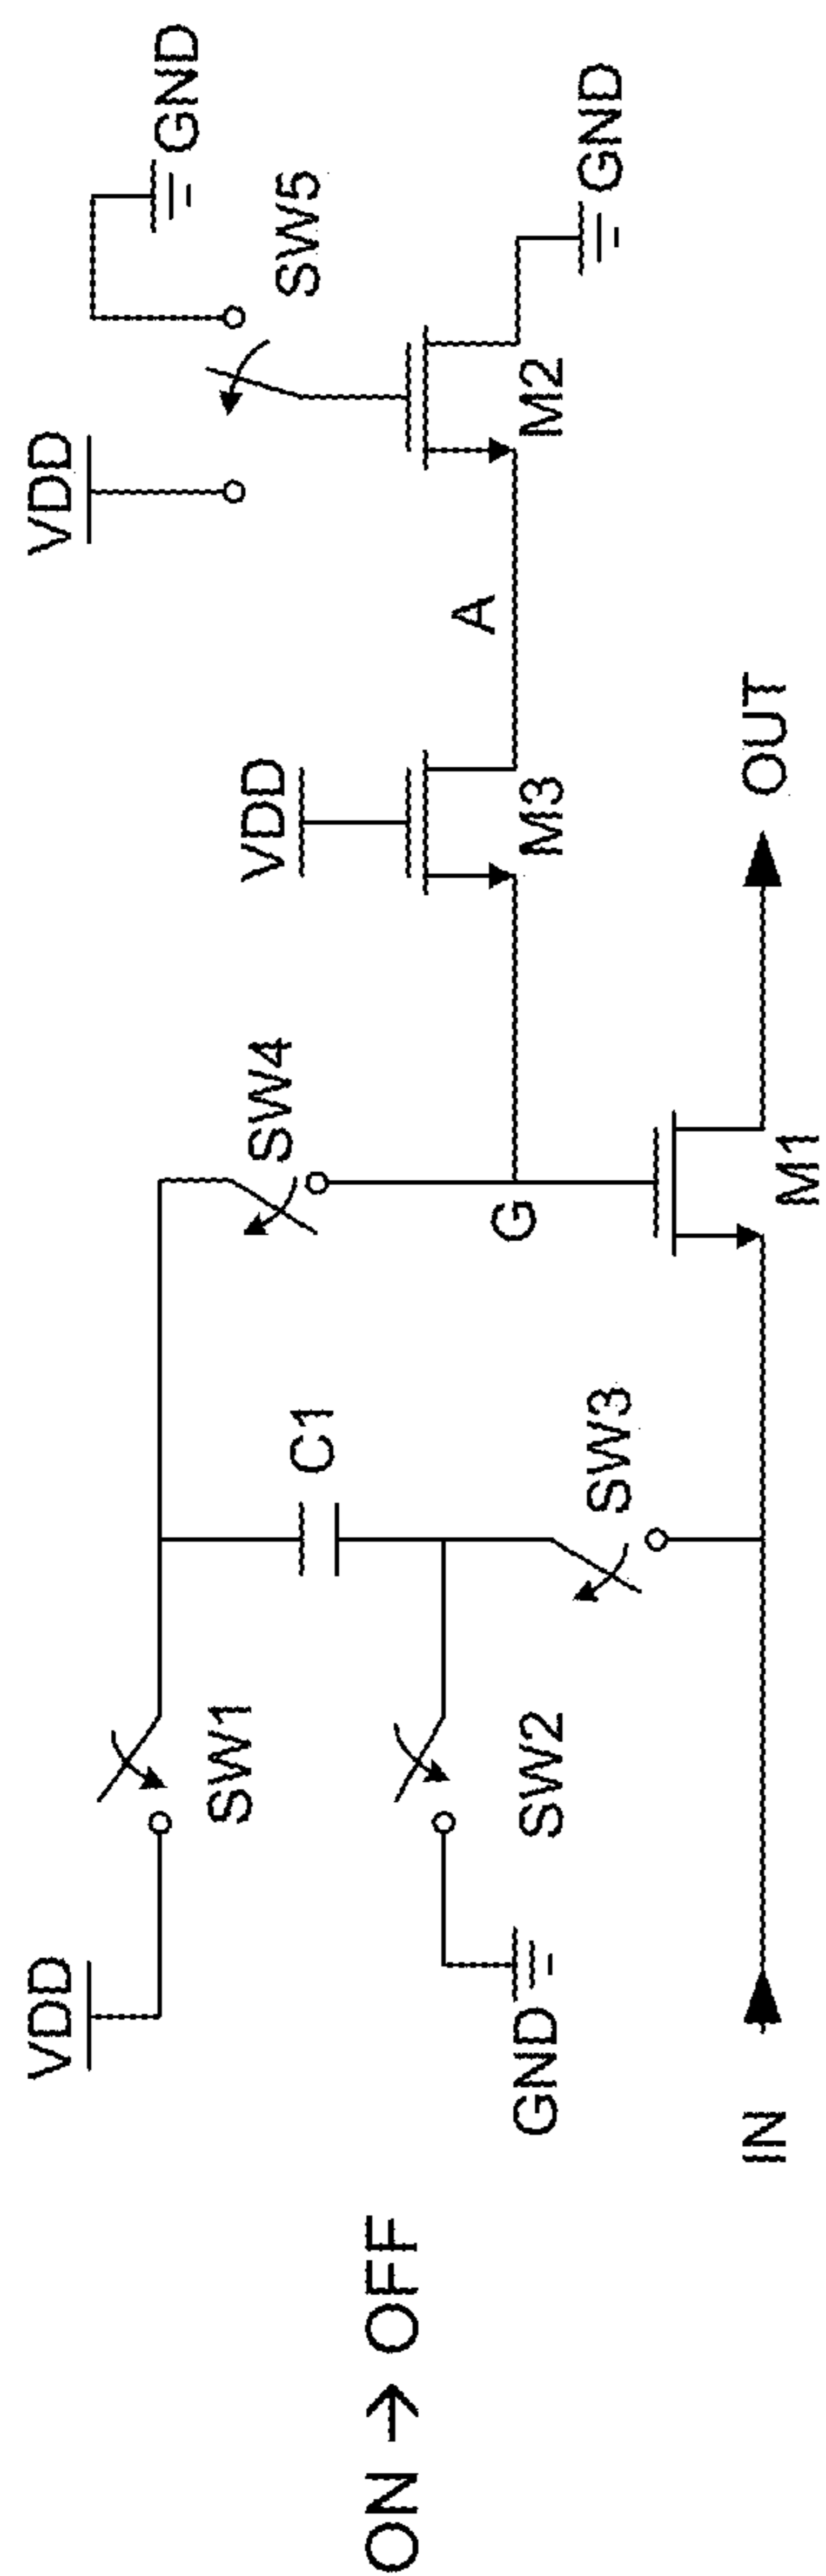 ON → OFF
VDD
VDD
GND
SW1
C1
SW4
VDD
SW5
GND
SW2
SW3
G
M3
A
M2
GND
IN
M1
OUT